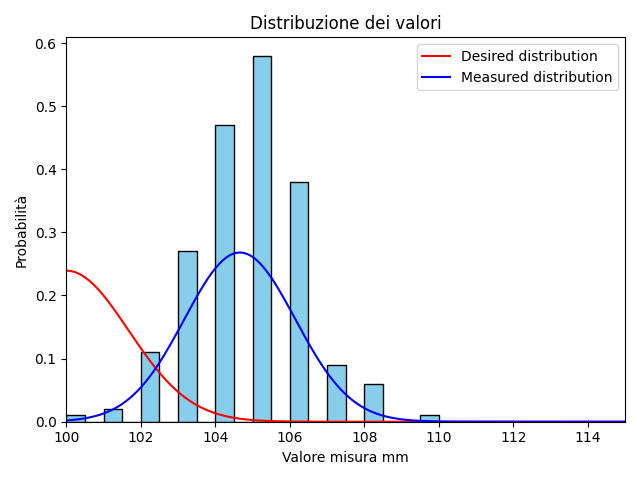 Distribuzione dei valori
Desired distribution
Measured distribution
Probabilità
0.6
0.5
0.4
0.3
0.2
0.1
0.0
100 102 104 106 108 110 112 114
Valore misura mm